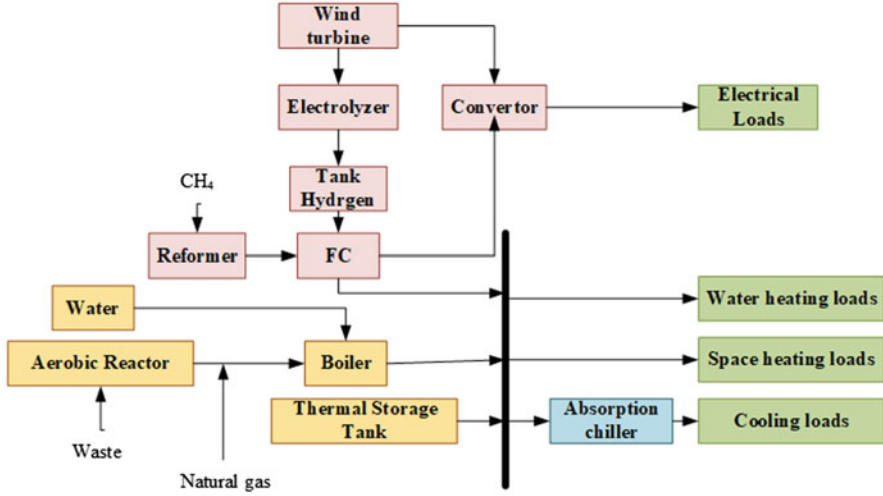 Wind
turbine
Electrolyzer
Convertor
Electrical
Loads
Tank
Hydrgen
CH₄
Reformer
FC
Water
Water heating loads
Aerobic Reactor
Boiler
Space heating loads
Thermal Storage
Tank
Absorption
chiller
Cooling loads
Waste
Natural gas